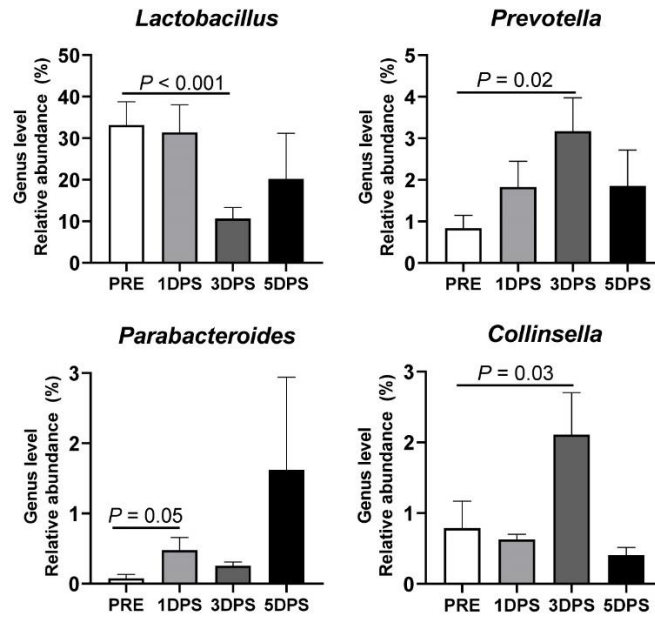 Lactobacillus
Genus level
Relative abundance (%)
50
40
30
20
10
0
P < 0.001
PRE 1DPS 3DPS 5DPS
Prevotella
Genus level
Relative abundance (%)
5
4
3
2
1
0
P = 0.02
PRE 1DPS 3DPS 5DPS
Parabacteroides
Genus level
Relative abundance (%)
3
2
1
0
P = 0.05
PRE 1DPS 3DPS 5DPS
Collinsella
Genus level
Relative abundance (%)
3
2
1
0
P = 0.03
PRE 1DPS 3DPS 5DPS